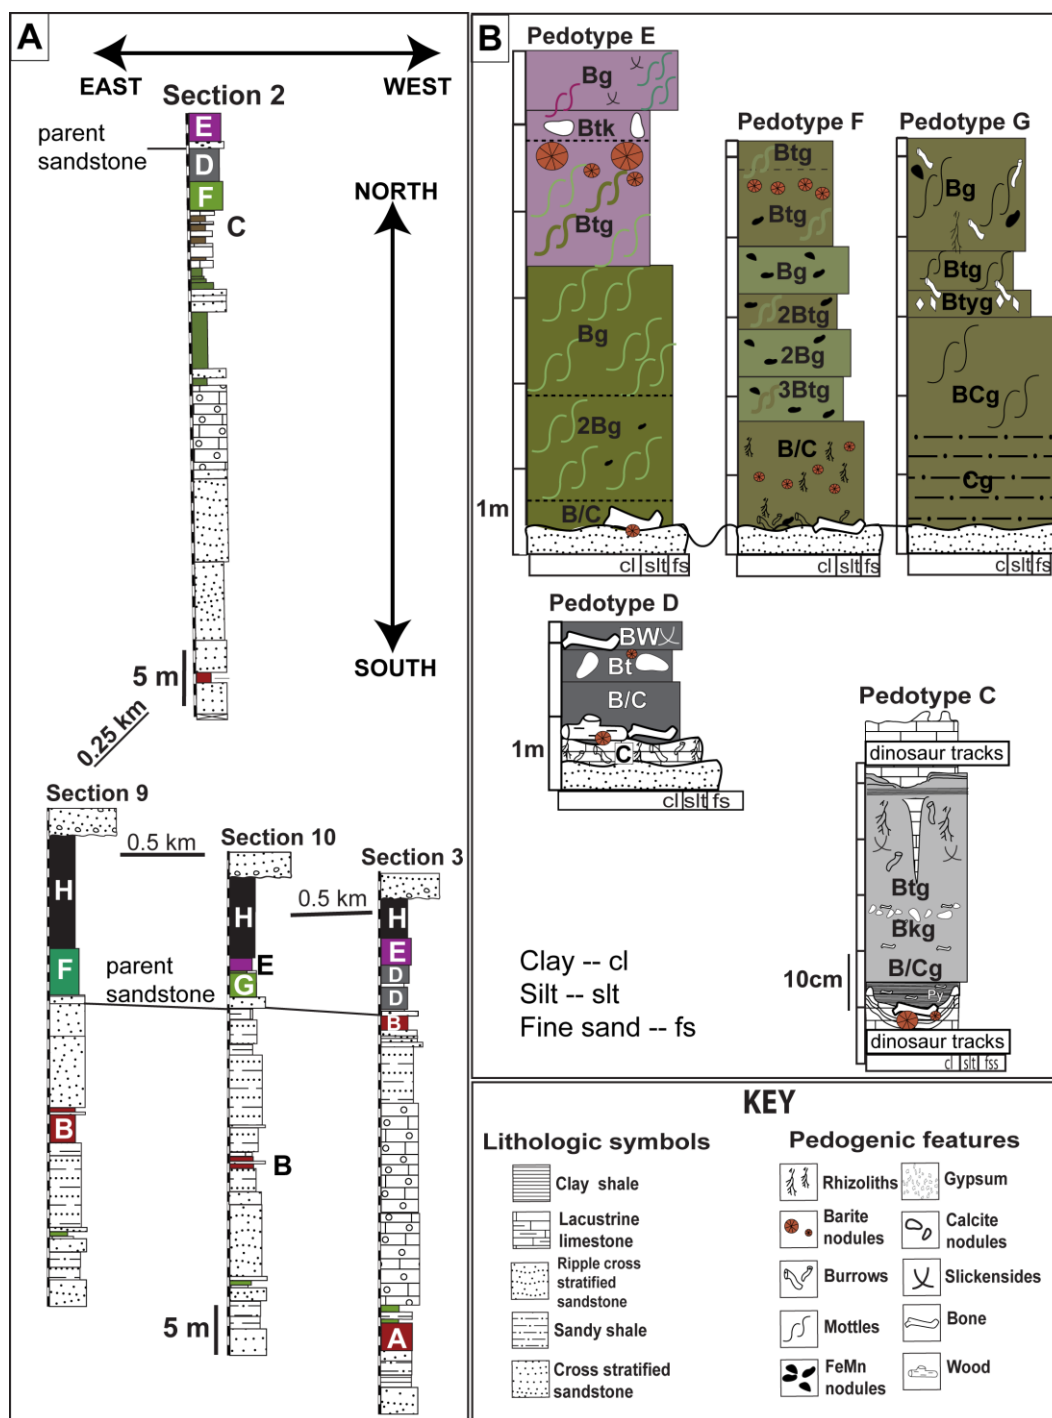 A
EAST
WEST
Section 2
parent
sandstone
E
D
F
C
NORTH
SOUTH
5 m
0.25 km
Section 9
0.5 km
Section 10
0.5 km
Section 3
H
F
B
parent
sandstone
H
E
G
B
H
E
D
D
B
A
5 m
B
Pedotype E
Bg
Btk
Btg
Bg
2Bg
B/C
1m
cl slt fs
Pedotype F
Btg
Btg
Bg
2Btg
2Bg
3Btg
B/C
cl slt fs
Pedotype G
Bg
Btg
Btyg
BCg
Cg
cl slt fs
Pedotype D
BW
Bt
B/C
C
1m
cl slt fs
Pedotype C
dinosaur tracks
Btg
Bkg
B/Cg
Py
10cm
dinosaur tracks
cl slt fss
Clay -- cl
Silt -- slt
Fine sand -- fs
KEY
Lithologic symbols
Clay shale
Lacustrine
limestone
Ripple cross
stratified
sandstone
Sandy shale
Cross stratified
sandstone
Pedogenic features
Rhizoliths
Gypsum
Barite
nodules
Calcite
nodules
Burrows
Slickensides
Mottles
Bone
FeMn
nodules
Wood